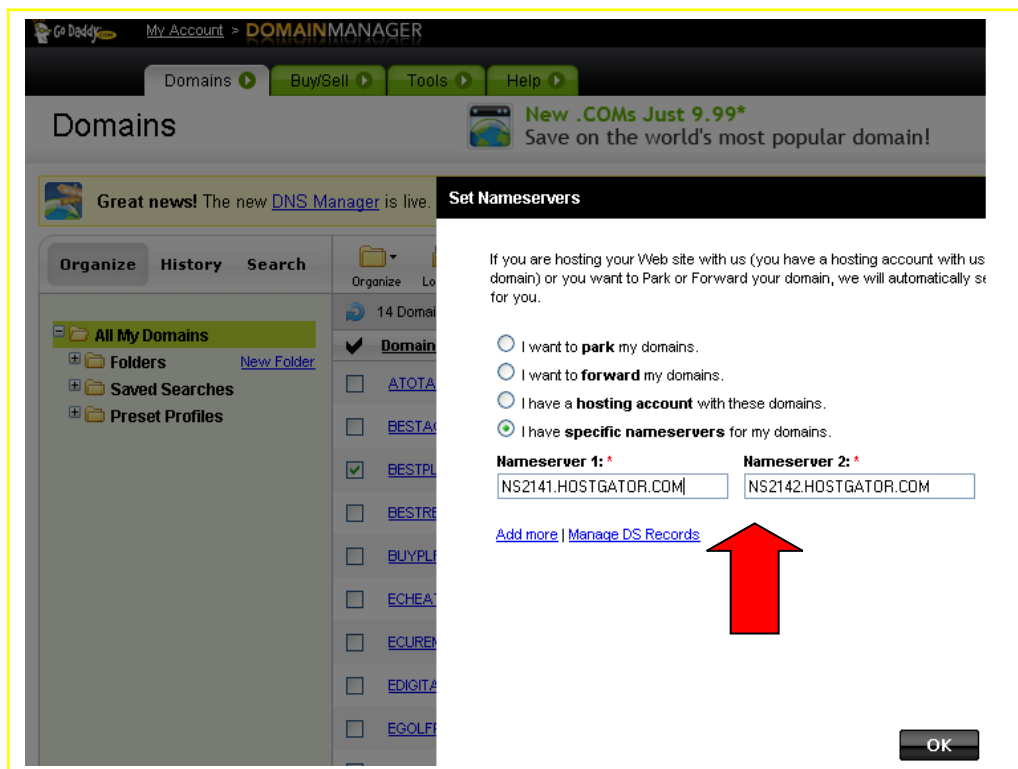 Go Daddy.com My Account > DOMAINMANAGER
Domains Buy/Sell Tools Help
Domains
New .COMs Just 9.99*
Save on the world's most popular domain!
Great news! The new DNS Manager is live.
Set Nameservers
Organize History Search
Organize Lo
14 Domai
All My Domains
Folders New Folder
Saved Searches
Preset Profiles
Domain
ATOTA
BESTA
BESTPL
BESTRE
BUYPL
ECHEA
ECUREM
EDIGITA
EGOLF
If you are hosting your Web site with us (you have a hosting account with us
domain) or you want to Park or Forward your domain, we will automatically se
for you.
I want to park my domains.
I want to forward my domains.
I have a hosting account with these domains.
I have specific nameservers for my domains.
Nameserver 1: * Nameserver 2: *
NS2141.HOSTGATOR.COM NS2142.HOSTGATOR.COM
Add more | Manage DS Records
OK